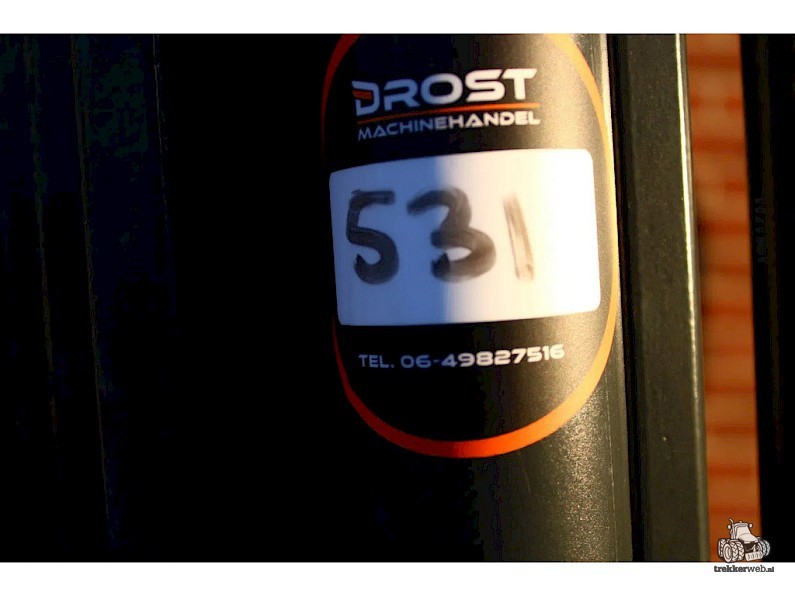 DROST
MACHINEHANDEL
531
TEL. 06-49827516
trekkerweb.nl